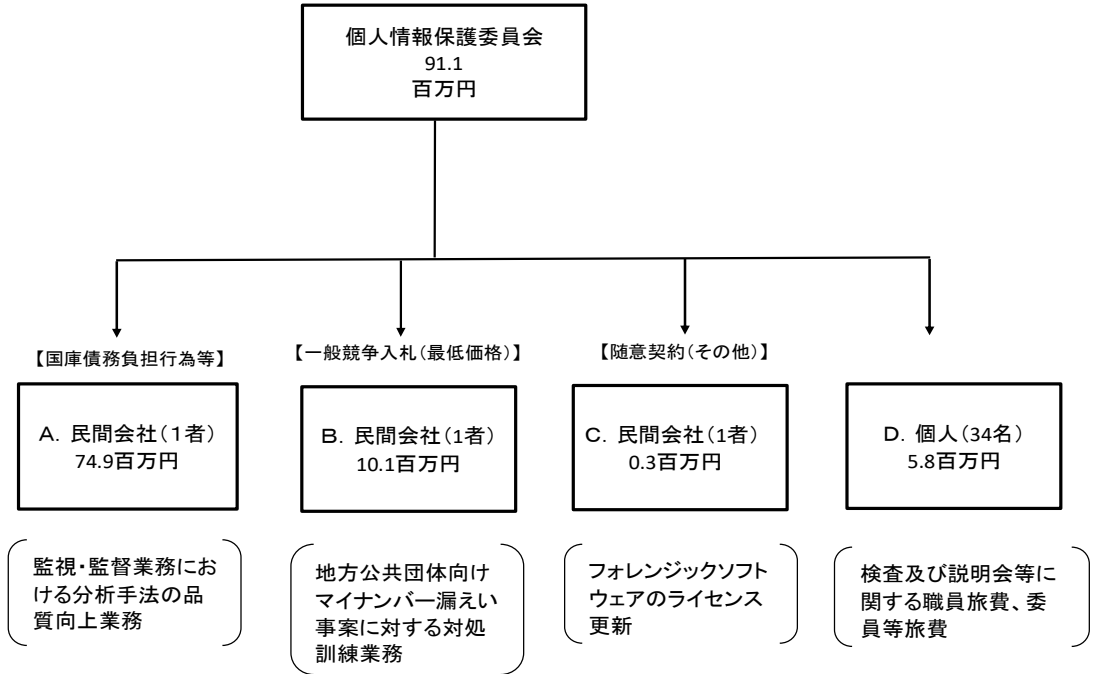 個人情報保護委員会
91.1
百万円
【国庫債務負担行為等】
【一般競争入札(最低価格)】
【随意契約(その他)】
A. 民間会社(１者)
74.9百万円
B. 民間会社(1者)
10.1百万円
C. 民間会社(1者)
0.3百万円
D. 個人(34名)
5.8百万円
監視・監督業務にお
ける分析手法の品
質向上業務
地方公共団体向け
マイナンバー漏えい
事案に対する対処
訓練業務
フォレンジックソフト
ウェアのライセンス
更新
検査及び説明会等に
関する職員旅費、委
員等旅費